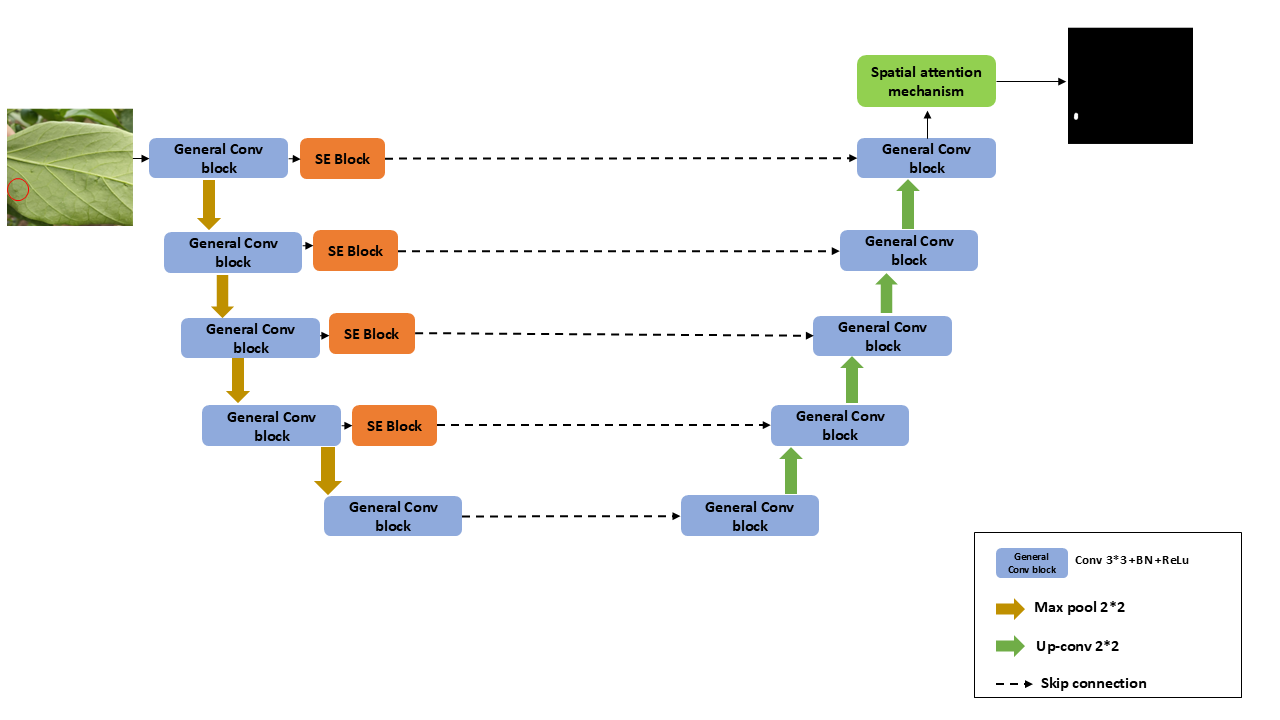 Spatial attention
mechanism
General Conv
block
SE Block
General Conv
block
General Conv
block
SE Block
General Conv
block
General Conv
block
SE Block
General Conv
block
General Conv
block
SE Block
General Conv
block
General Conv
block
General Conv
block
General
Conv block
Conv 3*3+BN+ReLu
Max pool 2*2
Up-conv 2*2
Skip connection